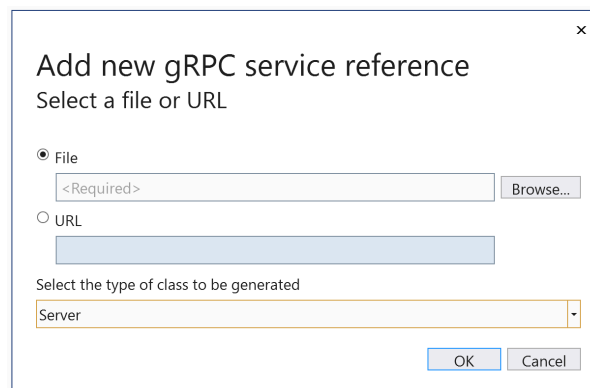 Add new gRPC service reference
Select a file or URL
File
<Required>
Browse...
URL
Select the type of class to be generated
Server
OK
Cancel